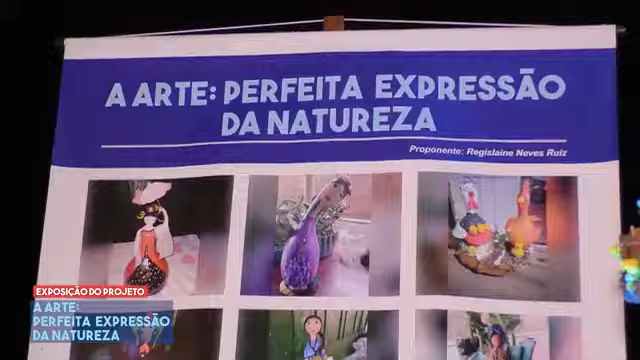 A ARTE: PERFEITA EXPRESSÃO
DA NATUREZA
Proponente: Regislaine Neves Ruiz
EXPOSIÇÃO DO PROJETO
A ARTE:
PERFEITA EXPRESSÃO
DA NATUREZA